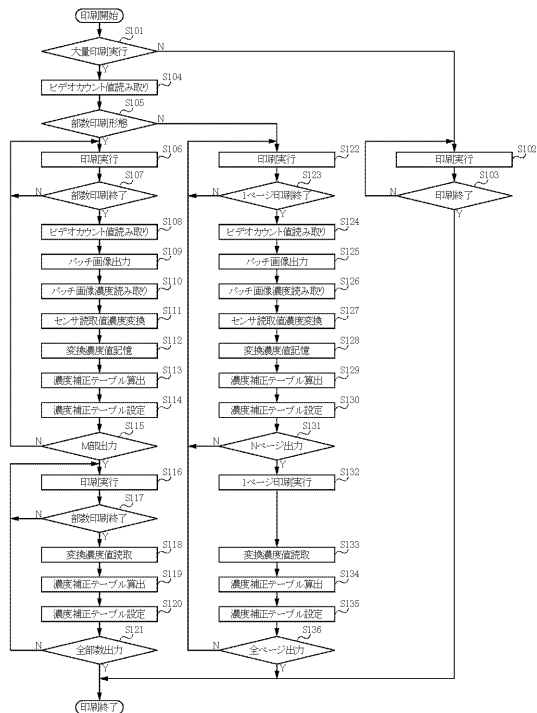 印刷開始
S101
大量印刷実行
N
Y
S104
ビデオカウント値読み取り
S105
部数印刷形態
N
Y
S106
印刷実行
S107
部数印刷終了
N
Y
S108
ビデオカウント値読み取り
S109
パッチ画像出力
S110
パッチ画像濃度読み取り
S111
センサ読取値濃度変換
S112
変換濃度値記憶
S113
濃度補正テーブル算出
S114
濃度補正テーブル設定
S115
M部出力
N
Y
S116
印刷実行
S117
部数印刷終了
N
Y
S118
変換濃度値読取
S119
濃度補正テーブル算出
S120
濃度補正テーブル設定
S121
全部数出力
N
Y
印刷終了
S122
印刷実行
S123
1ページ印刷終了
N
Y
S124
ビデオカウント値読み取り
S125
パッチ画像出力
S126
パッチ画像濃度読み取り
S127
センサ読取値濃度変換
S128
変換濃度値記憶
S129
濃度補正テーブル算出
S130
濃度補正テーブル設定
S131
Nページ出力
N
Y
S132
1ページ印刷実行
S133
変換濃度値読取
S134
濃度補正テーブル算出
S135
濃度補正テーブル設定
S136
全ページ出力
N
Y
S102
印刷実行
S103
印刷終了
N
Y